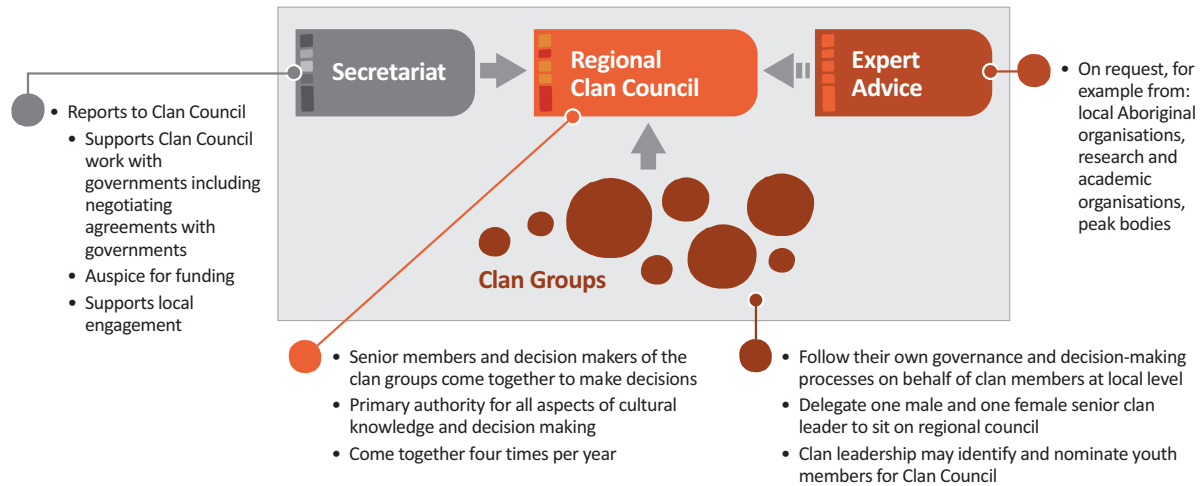 Secretariat
Regional
Clan Council
Expert
Advice
Clan Groups
• Reports to Clan Council
• Supports Clan Council
work with
governments including
negotiating
agreements with
governments
• Auspice for funding
• Supports local
engagement
• On request, for
example from:
local Aboriginal
organisations,
research and
academic
organisations,
peak bodies
• Senior members and decision makers of the
clan groups come together to make decisions
• Primary authority for all aspects of cultural
knowledge and decision making
• Come together four times per year
• Follow their own governance and decision-making
processes on behalf of clan members at local level
• Delegate one male and one female senior clan
leader to sit on regional council
• Clan leadership may identify and nominate youth
members for Clan Council